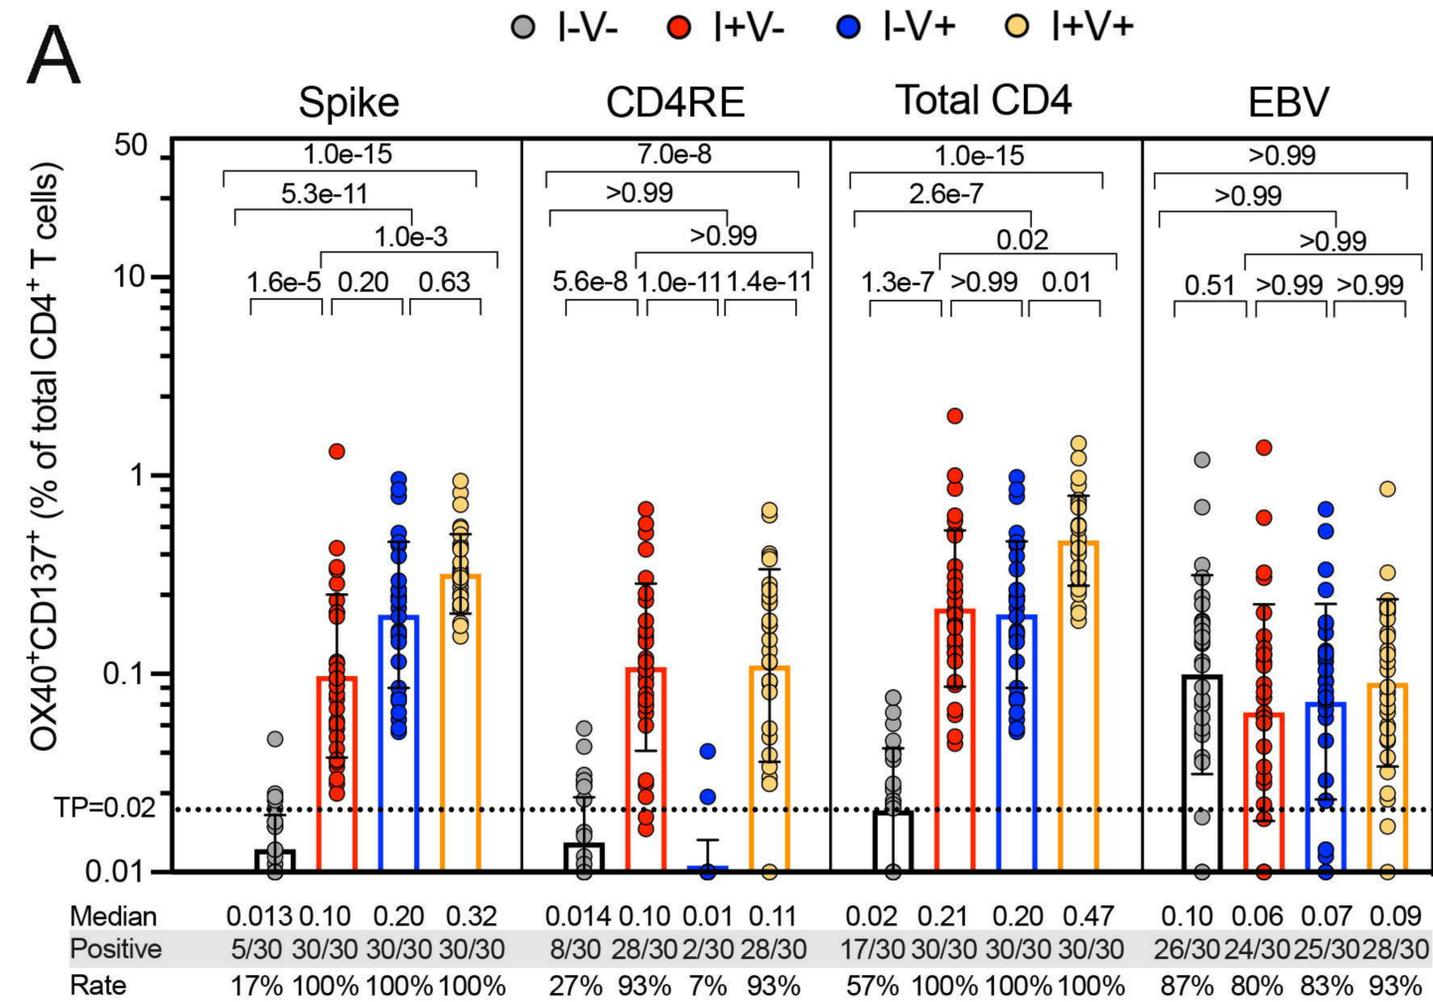 A
I-V- I+V- I-V+ I+V+
Spike CD4RE Total CD4 EBV
OX40+CD137+ (% of total CD4+ T cells)
50
1.0e-15 7.0e-8 1.0e-15 >0.99
5.3e-11 >0.99 2.6e-7 >0.99
1.0e-3 >0.99 0.02 >0.99
10
1.6e-5 0.20 0.63 5.6e-8 1.0e-11 1.4e-11 1.3e-7 >0.99 0.01 0.51 >0.99 >0.99
1
0.1
TP=0.02
0.01
Median 0.013 0.10 0.20 0.32 0.014 0.10 0.01 0.11 0.02 0.21 0.20 0.47 0.10 0.06 0.07 0.09
Positive 5/30 30/30 30/30 30/30 8/30 28/30 2/30 28/30 17/30 30/30 30/30 30/30 26/30 24/30 25/30 28/30
Rate 17% 100% 100% 100% 27% 93% 7% 93% 57% 100% 100% 100% 87% 80% 83% 93%